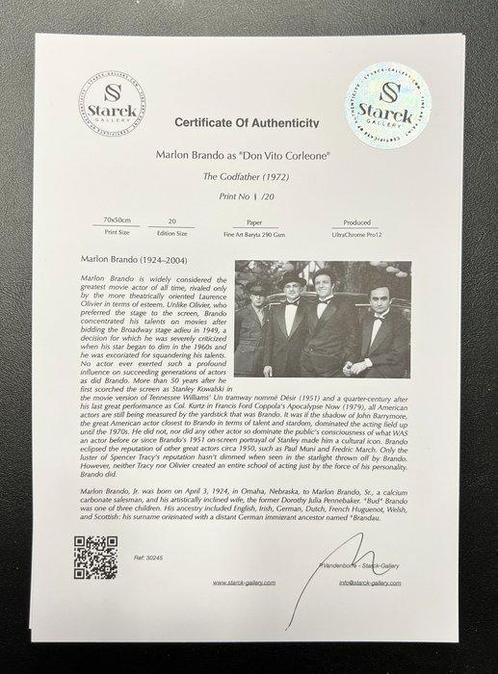 STARCK-GALLERY.COM
Starck
GALLERY
Starck
GALLERY
Certificate Of Authenticity
Marlon Brando as "Don Vito Corleone"
The Godfather (1972)
Print No 1 /20
70x50cm
Print Size
20
Edition Size
Paper
Fine Art Baryta 290 Gsm
Produced
UltraChrome Pro12
Marlon Brando (1924–2004)
Marlon Brando is widely considered the
greatest movie actor of all time, rivaled only
by the more theatrically oriented Laurence
Olivier in terms of esteem. Unlike Olivier, who
preferred the stage to the screen, Brando
concentrated his talents on movies after
bidding the Broadway stage adieu in 1949, a
decision for which he was severely criticized
when his star began to dim in the 1960s and
he was excoriated for squandering his talents.
No actor ever exerted such a profound
influence on succeeding generations of actors
as did Brando. More than 50 years after he
first scorched the screen as Stanley Kowalski in
the movie version of Tennessee Williams' Un tramway nommé Désir (1951) and a quarter-century after
his last great performance as Col. Kurtz in Francis Ford Coppola's Apocalypse Now (1979), all American
actors are still being measured by the yardstick that was Brando. It was if the shadow of John Barrymore,
the great American actor closest to Brando in terms of talent and stardom, dominated the acting field up
until the 1970s. He did not, nor did any other actor so dominate the public's consciousness of what WAS
an actor before or since Brando's 1951 on-screen portrayal of Stanley made him a cultural icon. Brando
eclipsed the reputation of other great actors circa 1950, such as Paul Muni and Fredric March. Only the
luster of Spencer Tracy's reputation hasn't dimmed when seen in the starlight thrown off by Brando.
However, neither Tracy nor Olivier created an entire school of acting just by the force of his personality.
Brando did.
Marlon Brando, Jr. was born on April 3, 1924, in Omaha, Nebraska, to Marlon Brando, Sr., a calcium
carbonate salesman, and his artistically inclined wife, the former Dorothy Julia Pennebaker. "Bud" Brando
was one of three children. His ancestry included English, Irish, German, Dutch, French Huguenot, Welsh,
and Scottish; his surname originated with a distant German immigrant ancestor named "Brandau.
Ref: 30245
P.Vandenborre - Starck-Gallery
www.starck-gallery.com
info@starck-gallery.com